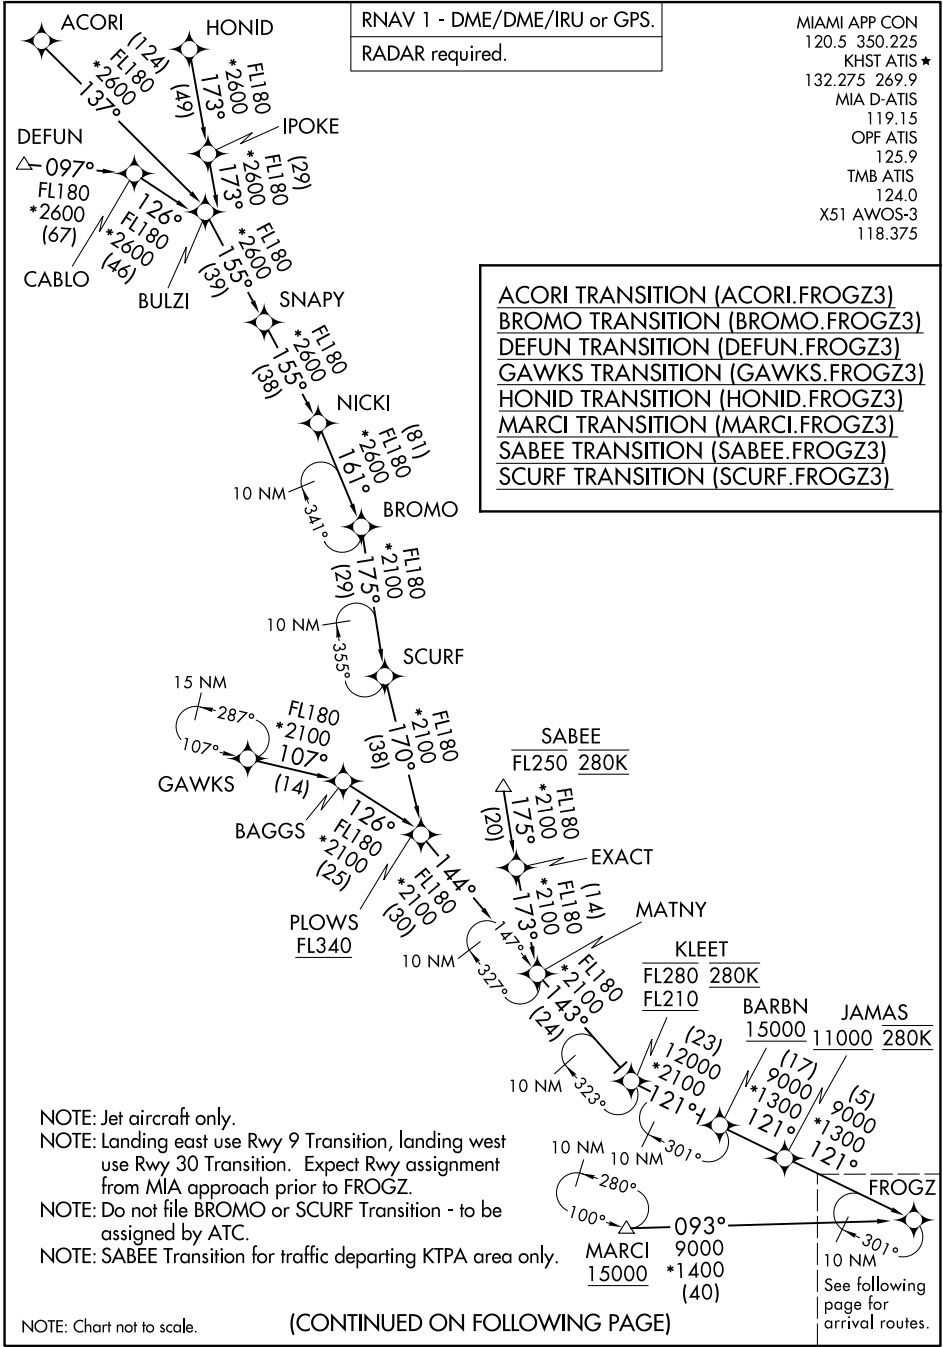 RNAV 1 - DME/DME/IRU or GPS.
RADAR required.
MIAMI APP CON
120.5 350.225
KHST ATIS ★
132.275 269.9
MIA D-ATIS
119.15
OPF ATIS
125.9
TMB ATIS
124.0
X51 AWOS-3
118.375
ACORI
(124)
FL180
*2600
137°
HONID
FL180
*2600
173°
(49)
IPOKE
(29)
FL180
*2600
173°
DEFUN
097°
FL180
*2600
(67)
CABLO
126°
FL180
*2600
(46)
BULZI
FL180
*2600
155°
(39)
SNAPY
FL180
*2600
155°
(38)
NICKI
(81)
FL180
*2600
161°
10 NM
341°
BROMO
FL180
*2100
175°
(29)
10 NM
355°
SCURF
FL180
*2100
170°
(38)
15 NM
287°
107°
GAWKS
FL180
*2100
107°
(14)
BAGGS
126°
FL180
*2100
(25)
PLOWS
FL340
144°
FL180
*2100
(30)
SABEE
FL250 280K
FL180
*2100
175°
(20)
EXACT
(14)
FL180
*2100
173°
MATNY
147°
327°
10 NM
FL180
*2100
143°
(24)
KLEET
FL280 280K
FL210
10 NM
323°
(23)
12000
*2100
121°
BARBN
15000
10 NM
301°
(17)
9000
*1300
121°
JAMAS
11000 280K
(5)
9000
*1300
121°
FROGZ
301°
10 NM
See following
page for
arrival routes.
10 NM
280°
100°
MARCI
15000
093°
9000
*1400
(40)
ACORI TRANSITION (ACORI.FROGZ3)
BROMO TRANSITION (BROMO.FROGZ3)
DEFUN TRANSITION (DEFUN.FROGZ3)
GAWKS TRANSITION (GAWKS.FROGZ3)
HONID TRANSITION (HONID.FROGZ3)
MARCI TRANSITION (MARCI.FROGZ3)
SABEE TRANSITION (SABEE.FROGZ3)
SCURF TRANSITION (SCURF.FROGZ3)
NOTE: Jet aircraft only.
NOTE: Landing east use Rwy 9 Transition, landing west
use Rwy 30 Transition. Expect Rwy assignment
from MIA approach prior to FROGZ.
NOTE: Do not file BROMO or SCURF Transition - to be
assigned by ATC.
NOTE: SABEE Transition for traffic departing KTPA area only.
NOTE: Chart not to scale.
(CONTINUED ON FOLLOWING PAGE)